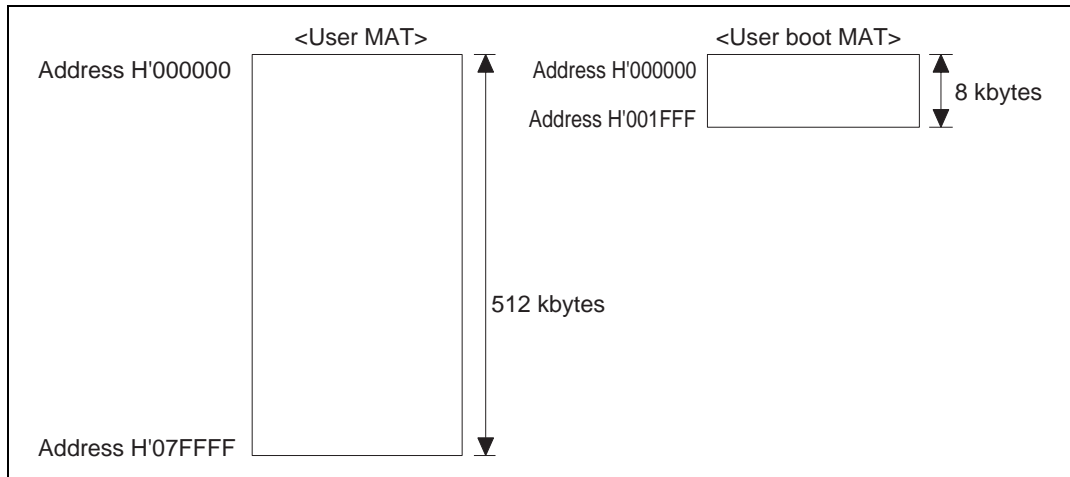 <User MAT>
Address H'000000
512 kbytes
Address H'07FFFF
<User boot MAT>
Address H'000000
8 kbytes
Address H'001FFF